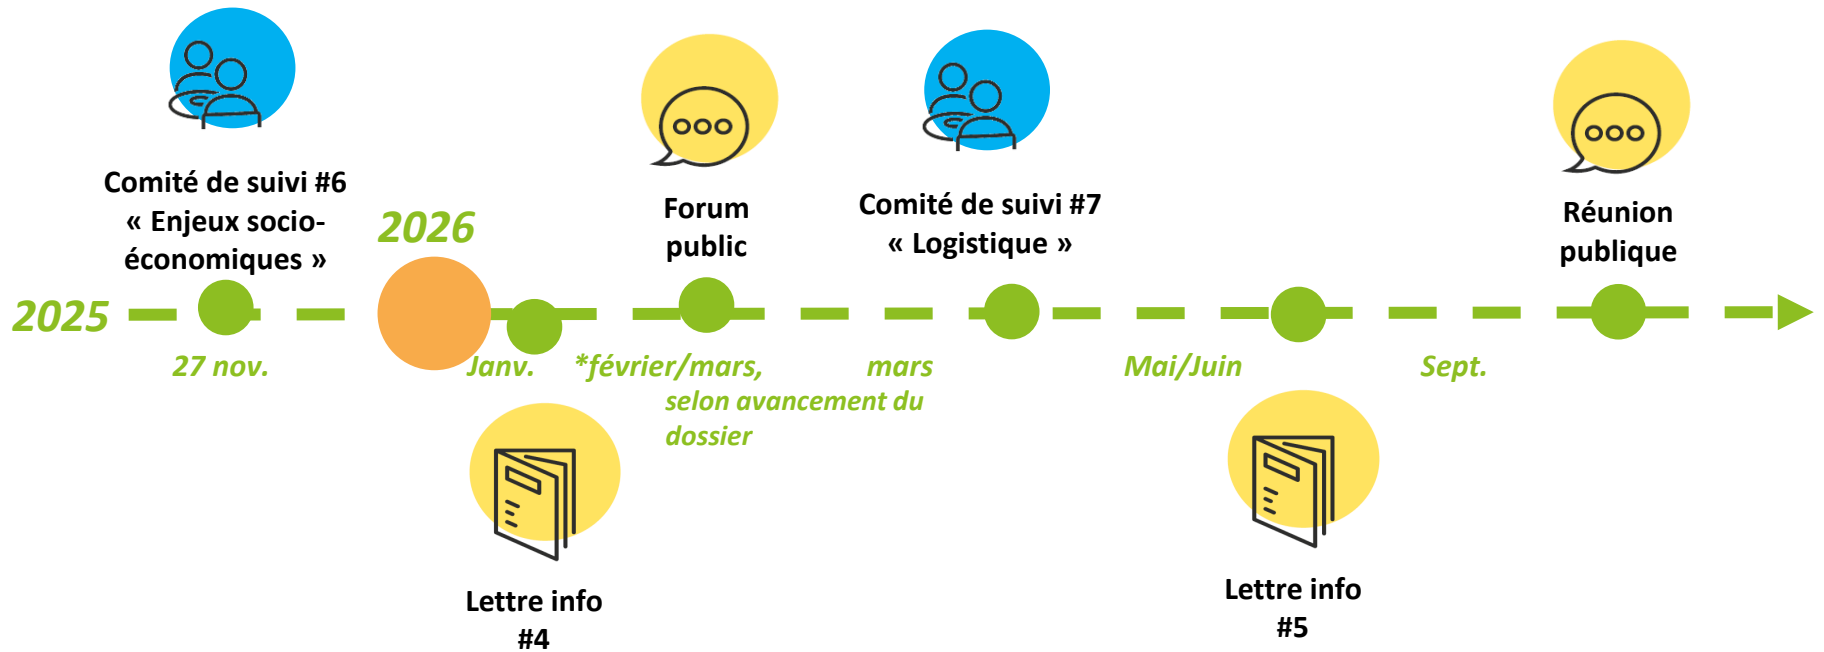 Comité de suivi #6
« Enjeux socio-
économiques »
2026
Forum
public
Comité de suivi #7
« Logistique »
Réunion
publique
2025
27 nov.
Janv.
*février/mars,
selon avancement du
dossier
mars
Mai/Juin
Sept.
Lettre info
#4
Lettre info
#5